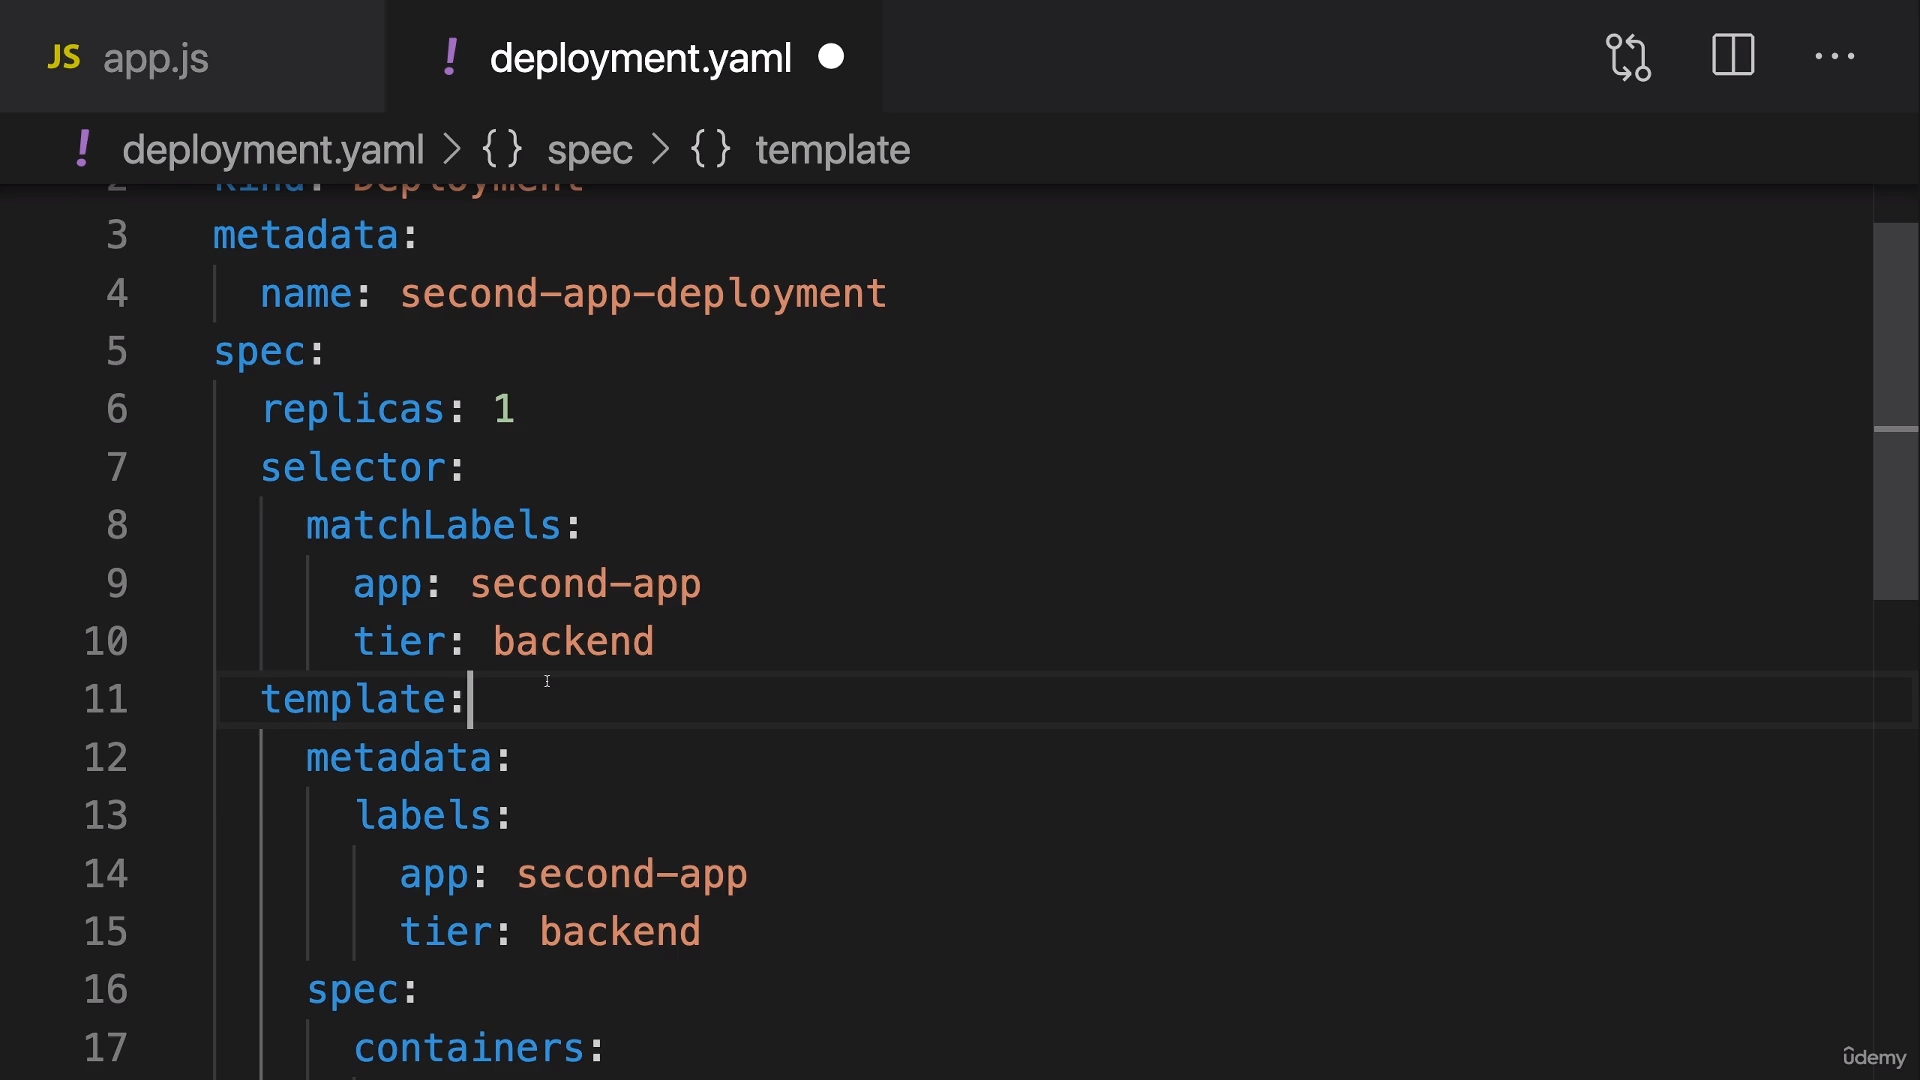 JS app.js ! deployment.yaml
! deployment.yaml > {} spec > {} template
2 kind: Deployment
3 metadata:
4 name: second-app-deployment
5 spec:
6 replicas: 1
7 selector:
8 matchLabels:
9 app: second-app
10 tier: backend
11 template:
12 metadata:
13 labels:
14 app: second-app
15 tier: backend
16 spec:
17 containers:
ûdemy